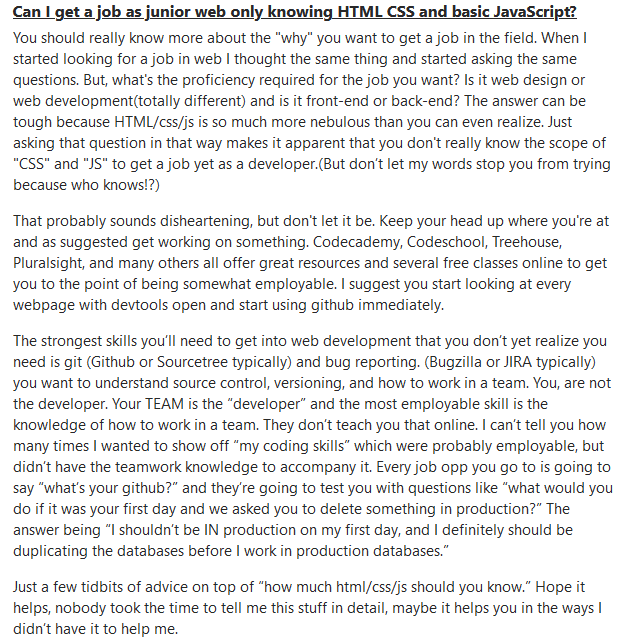 Can I get a job as junior web only knowing HTML CSS and basic JavaScript?
You should really know more about the "why" you want to get a job in the field. When I
started looking for a job in web I thought the same thing and started asking the same
questions. But, what's the proficiency required for the job you want? Is it web design or
web development(totally different) and is it front-end or back-end? The answer can be
tough because HTML/css/js is so much more nebulous than you can even realize. Just
asking that question in that way makes it apparent that you don't really know the scope of
"CSS" and "JS" to get a job yet as a developer.(But don't let my words stop you from trying
because who knows!?)
That probably sounds disheartening, but don't let it be. Keep your head up where you're at
and as suggested get working on something. Codecademy, Codeschool, Treehouse,
Pluralsight, and many others all offer great resources and several free classes online to get
you to the point of being somewhat employable. I suggest you start looking at every
webpage with devtools open and start using github immediately.
The strongest skills you'll need to get into web development that you don't yet realize you
need is git (Github or Sourcetree typically) and bug reporting. (Bugzilla or JIRA typically)
you want to understand source control, versioning, and how to work in a team. You, are not
the developer. Your TEAM is the “developer” and the most employable skill is the
knowledge of how to work in a team. They don't teach you that online. I can't tell you how
many times I wanted to show off “my coding skills” which were probably employable, but
didn't have the teamwork knowledge to accompany it. Every job opp you go to is going to
say “what's your github?” and they're going to test you with questions like “what would you
do if it was your first day and we asked you to delete something in production?” The
answer being “I shouldn't be IN production on my first day, and I definitely should be
duplicating the databases before I work in production databases.”
Just a few tidbits of advice on top of “how much html/css/js should you know.” Hope it
helps, nobody took the time to tell me this stuff in detail, maybe it helps you in the ways I
didn't have it to help me.